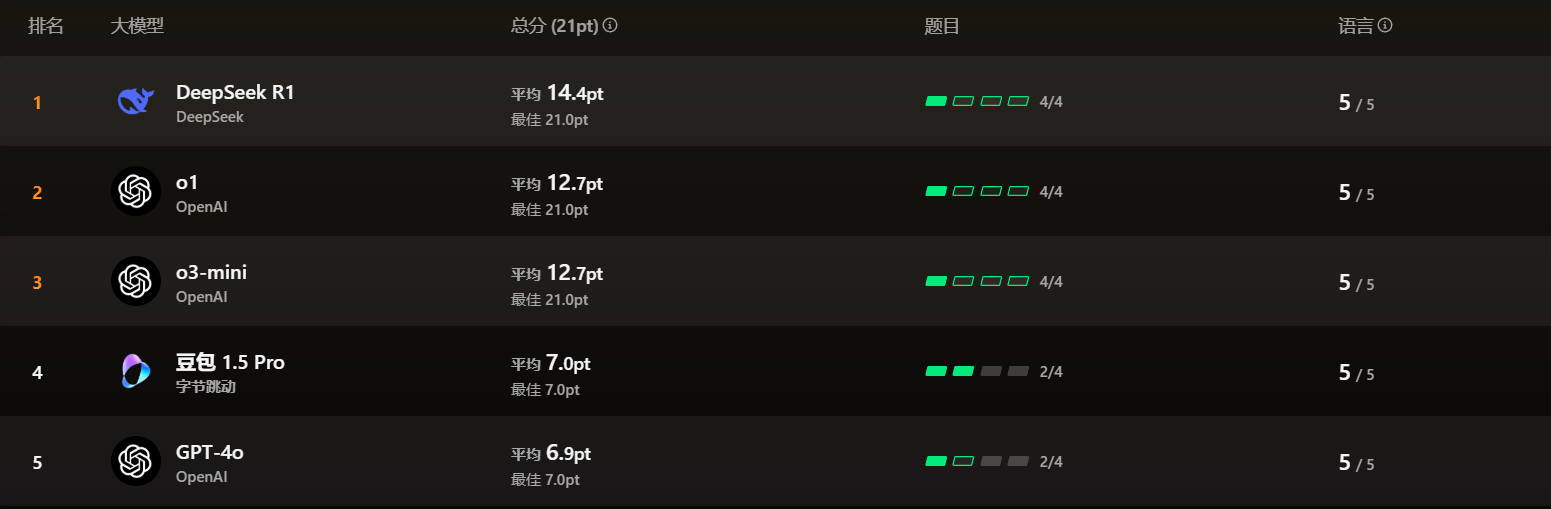 排名 大模型 总分 (21pt) 题目 语言
1 DeepSeek R1 平均 14.4pt 4/4 5 / 5
DeepSeek 最佳 21.0pt
2 o1 平均 12.7pt 4/4 5 / 5
OpenAI 最佳 21.0pt
3 o3-mini 平均 12.7pt 4/4 5 / 5
OpenAI 最佳 21.0pt
4 豆包 1.5 Pro 平均 7.0pt 2/4 5 / 5
字节跳动 最佳 7.0pt
5 GPT-4o 平均 6.9pt 2/4 5 / 5
OpenAI 最佳 7.0pt